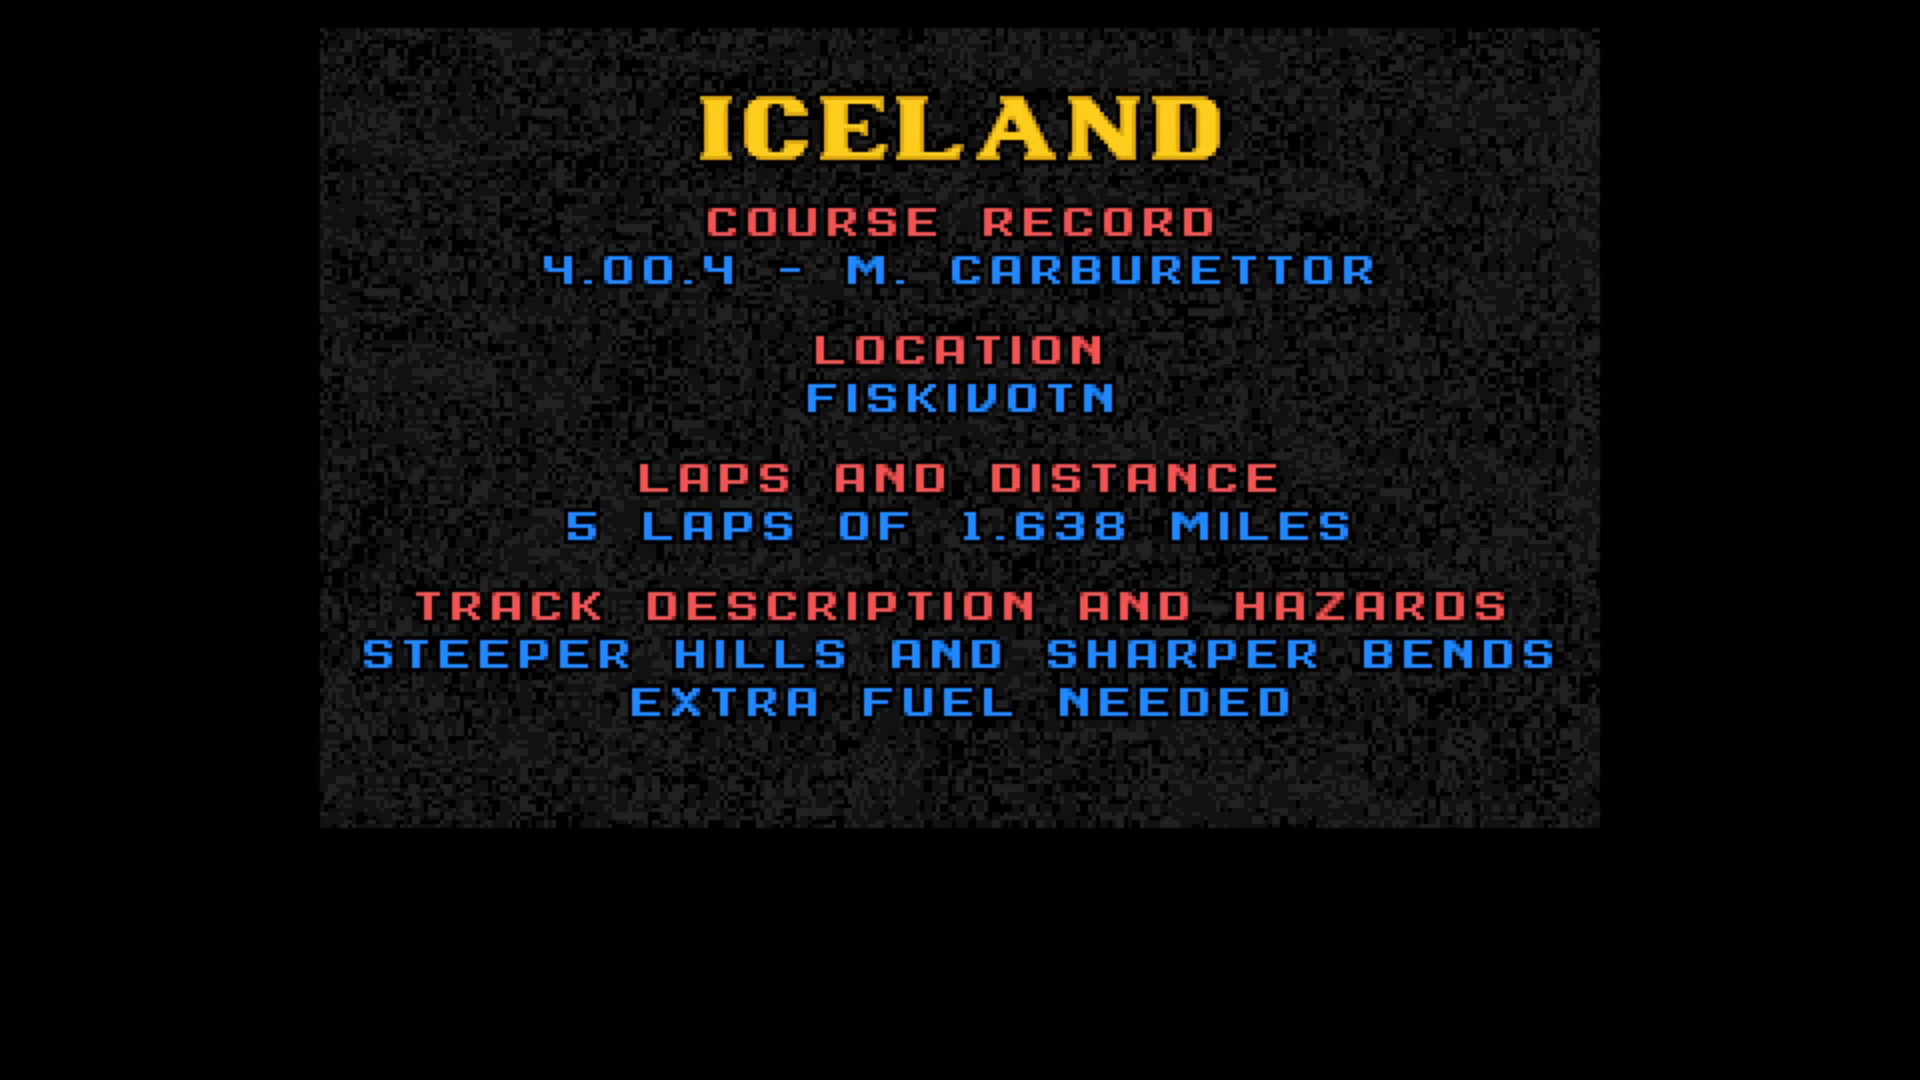 ICELAND
COURSE RECORD
4.00.4 - M. CARBURETTOR
LOCATION
FISKIVOTN
LAPS AND DISTANCE
5 LAPS OF 1.638 MILES
TRACK DESCRIPTION AND HAZARDS
STEEPER HILLS AND SHARPER BENDS
EXTRA FUEL NEEDED